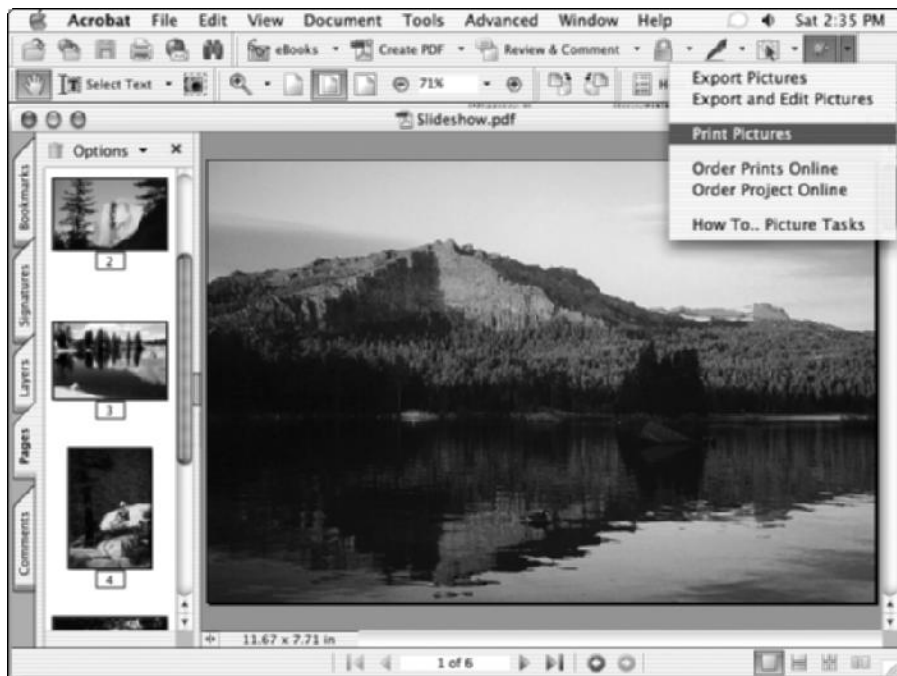 Acrobat File Edit View Document Tools Advanced Window Help Sat 2:35 PM
eBooks Create PDF Review & Comment
Select Text 71% H
Export Pictures
Export and Edit Pictures
Print Pictures
Order Prints Online
Order Project Online
How To.. Picture Tasks
Slideshow.pdf
Options
Bookmarks
Signatures
Layers
Pages
Comments
2
3
4
11.67 x 7.71 in
1 of 6